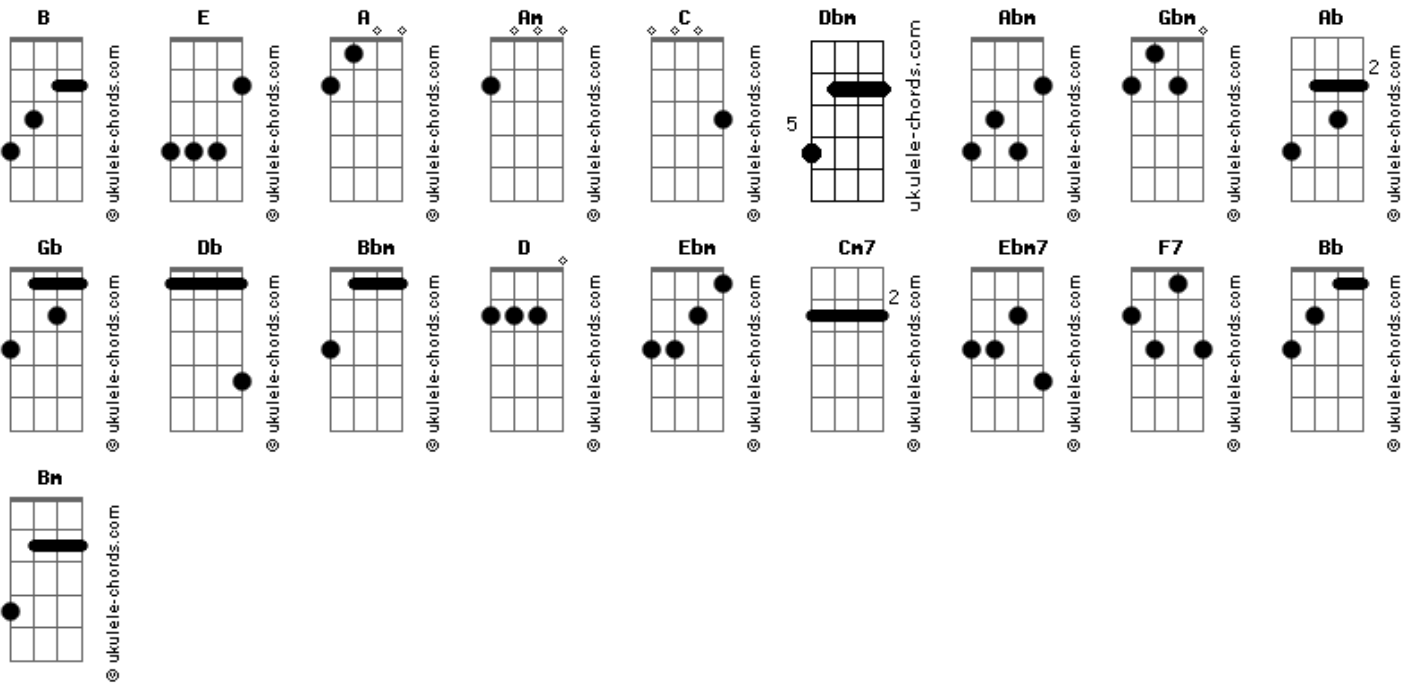 B E A Am C Dbm Abm Gbm Ab
© ukulele-chords.com © ukulele-chords.com © ukulele-chords.com © ukulele-chords.com © ukulele-chords.com 5 ukulele-chords.com © ukulele-chords.com © ukulele-chords.com 2 © ukulele-chords.com
Gb Db Bbm D Ebm Cm7 Ebm7 F7 Bb
© ukulele-chords.com © ukulele-chords.com © ukulele-chords.com © ukulele-chords.com © ukulele-chords.com 2 © ukulele-chords.com © ukulele-chords.com © ukulele-chords.com © ukulele-chords.com
Bm
© ukulele-chords.com